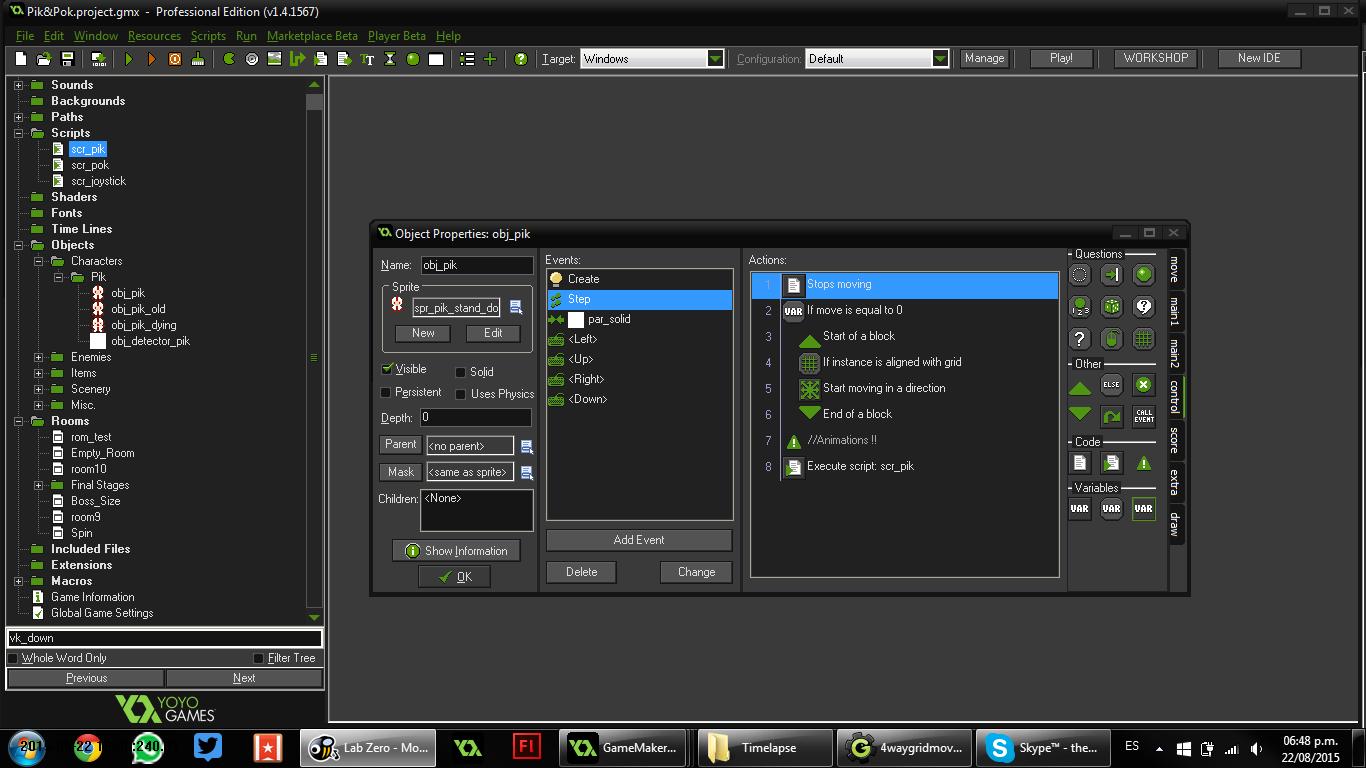 Pik&Pok.project.gmx - Professional Edition (v1.4.1567)
File Edit Window Resources Scripts Run Marketplace Beta Player Beta Help
Target: Windows Configuration: Default Manage Play! WORKSHOP New IDE
Sounds
Backgrounds
Paths
Scripts
scr_pik
scr_pok
scr_joystick
Shaders
Fonts
Time Lines
Objects
Characters
Pik
obj_pik
obj_pik_old
obj_pik_dying
obj_detector_pik
Enemies
Items
Scenery
Misc.
Rooms
rom_test
Empty_Room
room10
Final Stages
Boss_Size
room9
Spin
Included Files
Extensions
Macros
Game Information
Global Game Settings
vk_down
Whole Word Only Filter Tree
Previous Next
YOYO
GAMES
Object Properties: obj_pik
Name: obj_pik
Sprite
spr_pik_stand_do
New Edit
Visible Solid
Persistent Uses Physics
Depth: 0
Parent <no parent>
Mask <same as sprite>
Children: <None>
Show Information
OK
Events:
Create
Step
par_solid
<Left>
<Up>
<Right>
<Down>
Add Event
Delete Change
Actions:
1 Stops moving
2 VAR If move is equal to 0
3 Start of a block
4 If instance is aligned with grid
5 Start moving in a direction
6 End of a block
7 //Animations !!
8 Execute script: scr_pik
Questions
Other
ELSE
CALL EVENT
Code
Variables
VAR VAR VAR
move
main1
main2
control
score
extra
draw
Lab Zero - Mo... Fl GameMaker... Timelapse 4waygridmov... Skype™ - the... ES
06:48 p.m.
22/08/2015